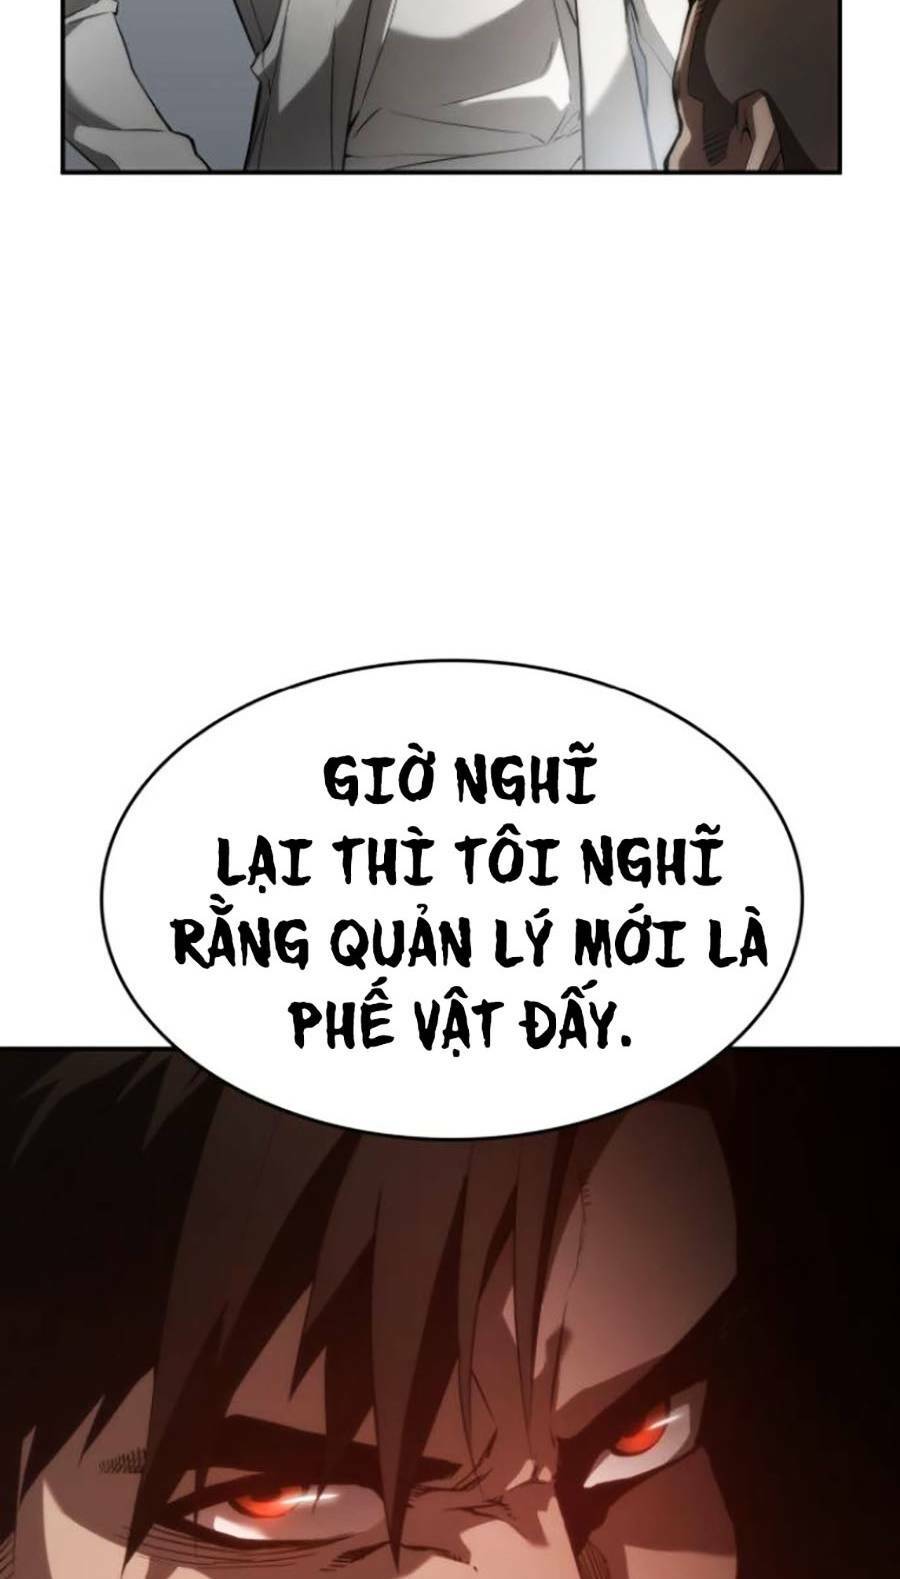 GIỜ NGHĨ
LẠI THÌ TÔI NGHĨ
RẰNG QUẢN LÝ MỚI LÀ
PHẾ VẬT ĐẤY.